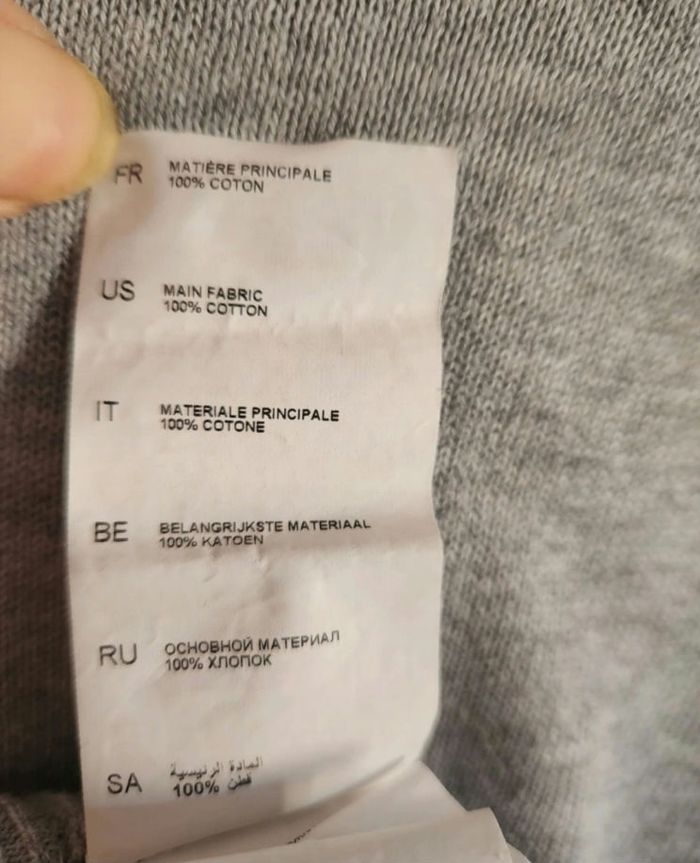 FR MATIÈRE PRINCIPALE
100% COTON
US MAIN FABRIC
100% COTTON
IT MATERIALE PRINCIPALE
100% COTONE
BE BELANGRIJKSTE MATERIAAL
100% KATOEN
RU ОСНОВНОЙ МАТЕРИАЛ
100% ХЛОПОК
SA المادة الرئيسية
100% قطن